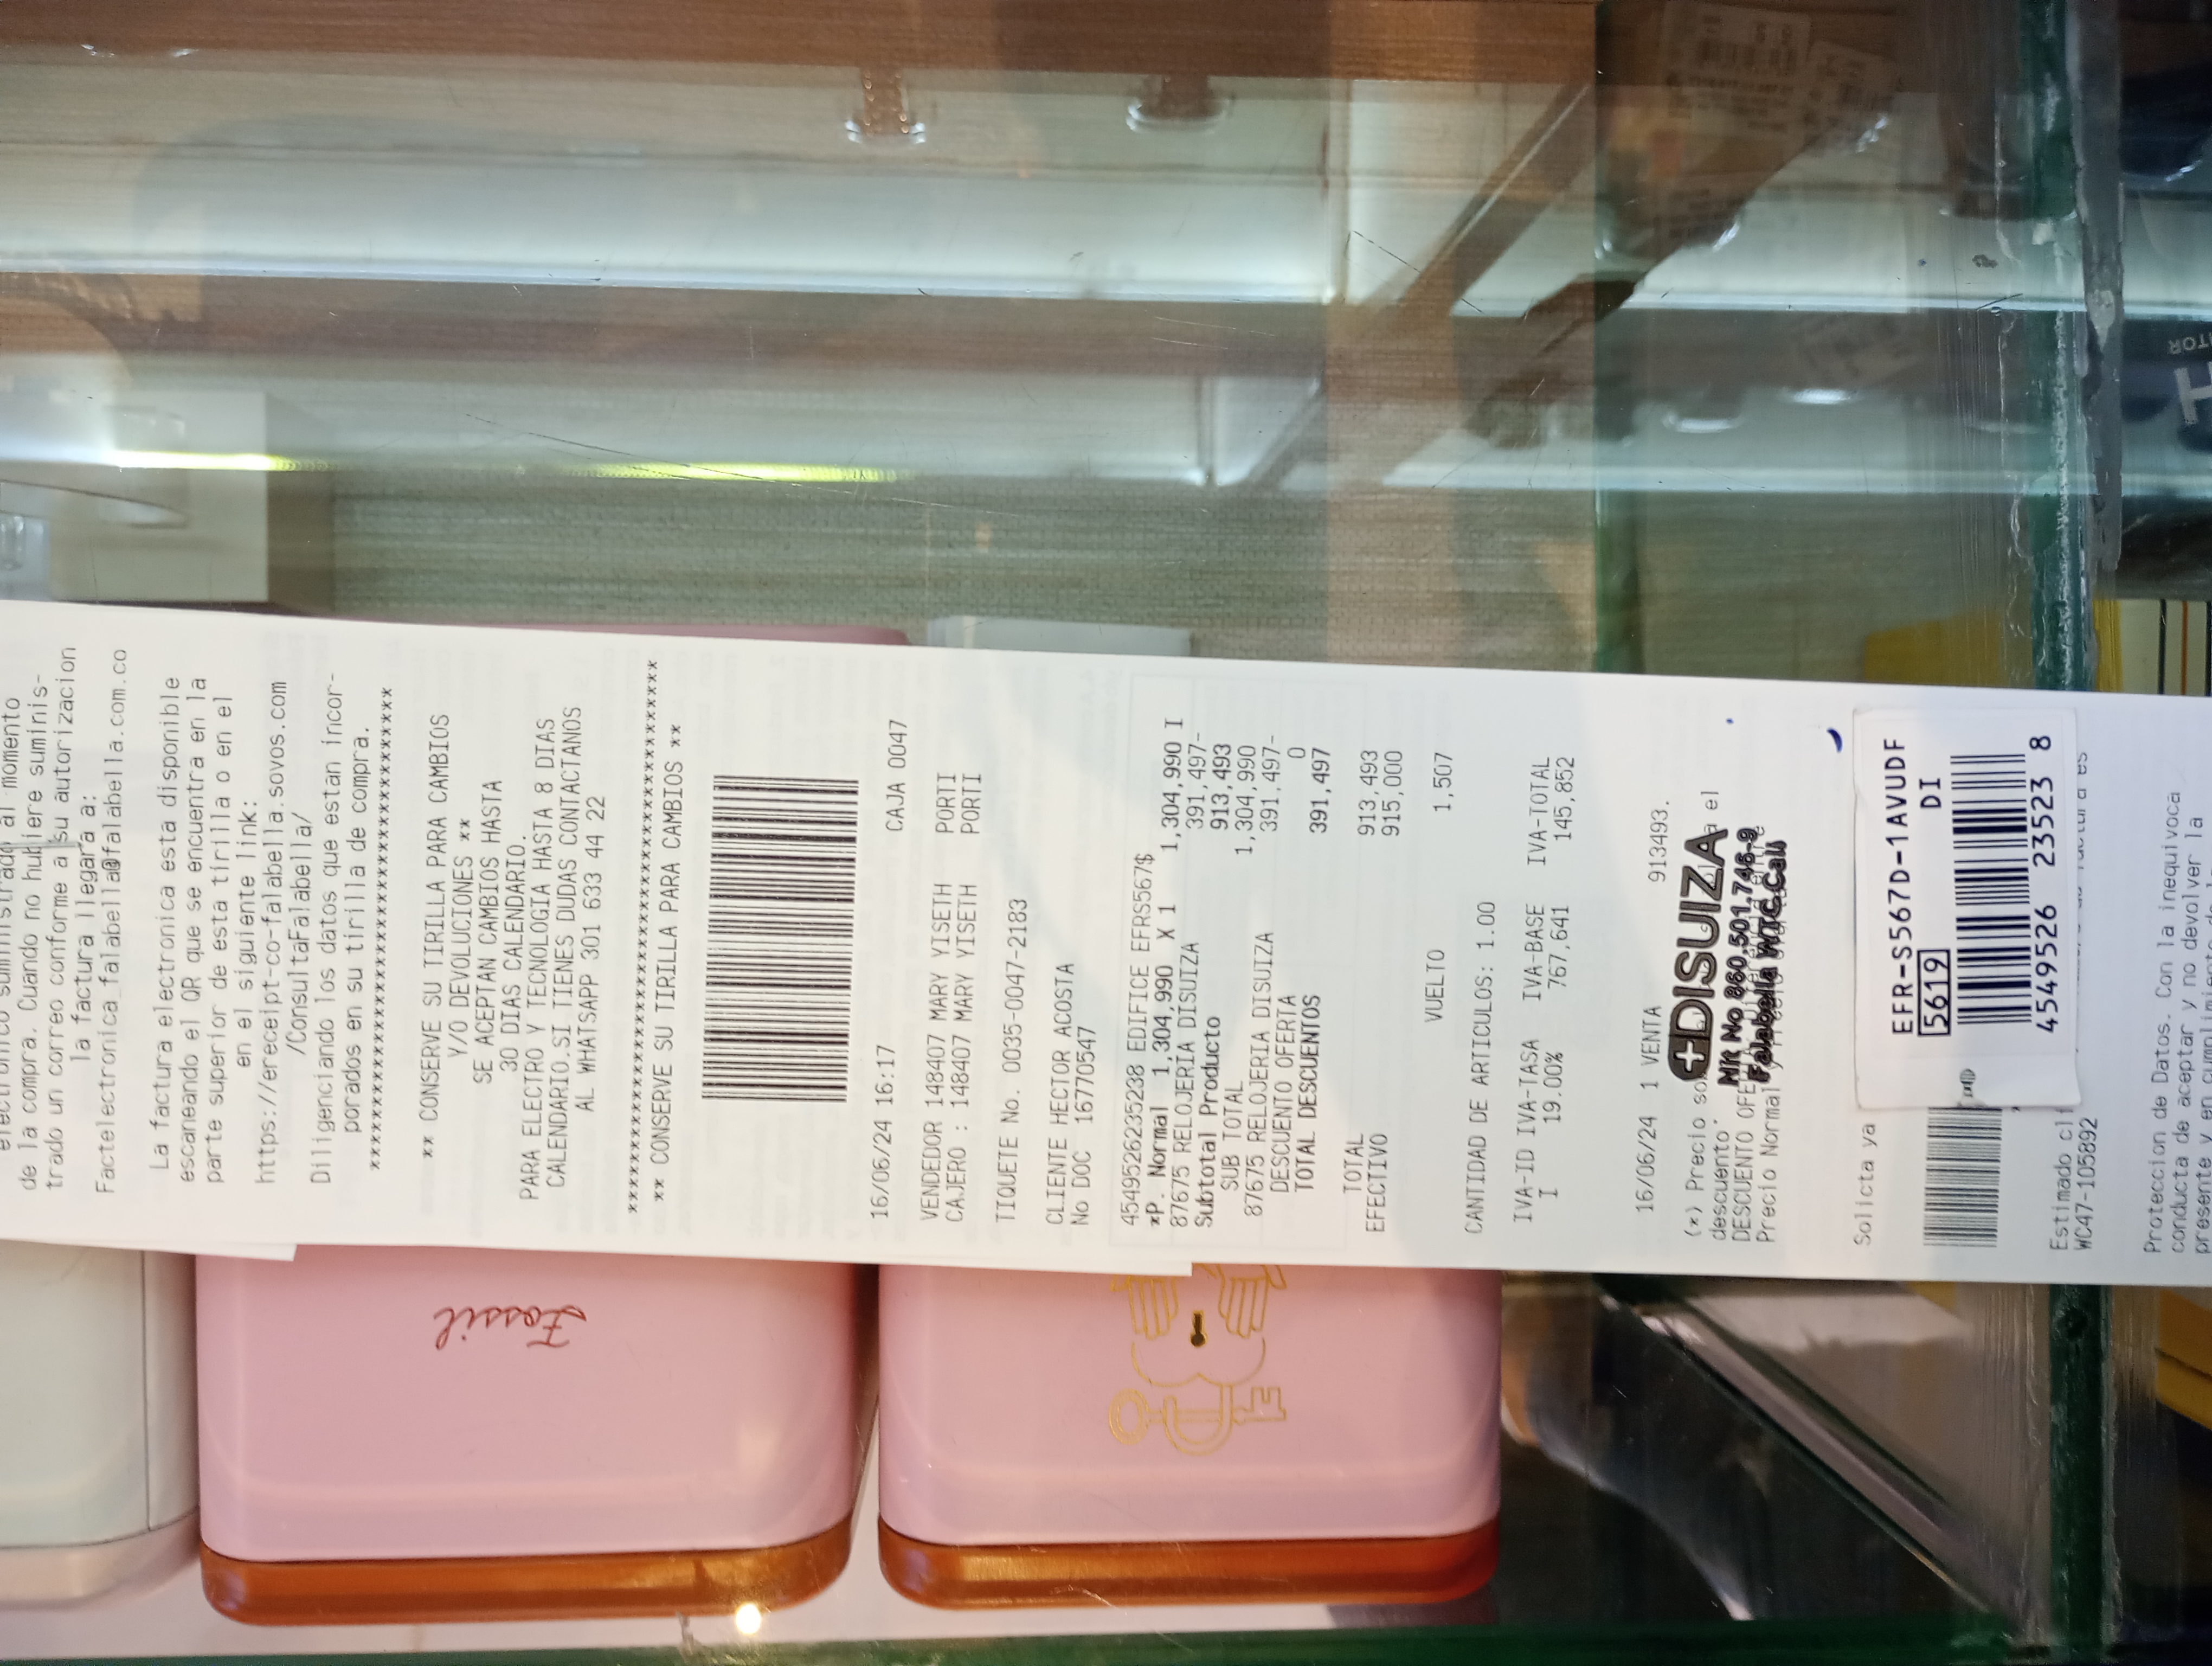 de la compra. Cuando no hubiere suminis-
trado un correo conforme a su autorizacion
la factura llegara a:
Factelectronica_falabella@falabella.com.co
La factura electronica esta disponible
escaneando el QR que se encuentra en la
parte superior de esta tirilla o en el
en el siguiente link:
https://ereceipt-co-falabella.sovos.com
/ConsultaFalabella/
Diligenciando los datos que estan incor-
porados en su tirilla de compra.
****************************************
** CONSERVE SU TIRILLA PARA CAMBIOS
Y/O DEVOLUCIONES **
SE ACEPTAN CAMBIOS HASTA
30 DIAS CALENDARIO.
PARA ELECTRO Y TECNOLOGIA HASTA 8 DIAS
CALENDARIO.SI TIENES DUDAS CONTACTANOS
AL WHATSAPP 301 633 44 22
****************************************
** CONSERVE SU TIRILLA PARA CAMBIOS **
16/06/24 16:17 CAJA 0047
VENDEDOR 148407 MARY YISETH PORTI
CAJERO : 148407 MARY YISETH PORTI
TIQUETE No. 0035-0047-2183
CLIENTE HECTOR ACOSTA
No DOC 167705​47
4549526235238 EDIFICE EFRS567$
*P. Normal 1,304,990 X 1 1,304,990 I
87675 RELOJERIA DISUIZA 391,497-
Subtotal Producto 913,493
SUB TOTAL 1,304,990
87675 RELOJERIA DISUIZA 391,497-
DESCUENTO OFERTA 0
TOTAL DESCUENTOS 391,497
TOTAL 913,493
EFECTIVO 915,000
VUELTO 1,507
CANTIDAD DE ARTICULOS: 1.00
IVA-ID IVA-TASA IVA-BASE IVA-TOTAL
I 19.00% 767,641 145,852
16/06/24 1 VENTA 913493.
(*) Precio el
descuento
DESCUENTO
Precio Normal
DISUIZA
Nit. No 860.501.746-9
Falabella WTC.Cali
Solicta ya
EFR-S567D-1AVUDF
5619 DI
4549526 23523 8
Estimado
WC47-105892
Proteccion de Datos. Con la inequivoca
conducta de aceptar y no devolver la
Fossil